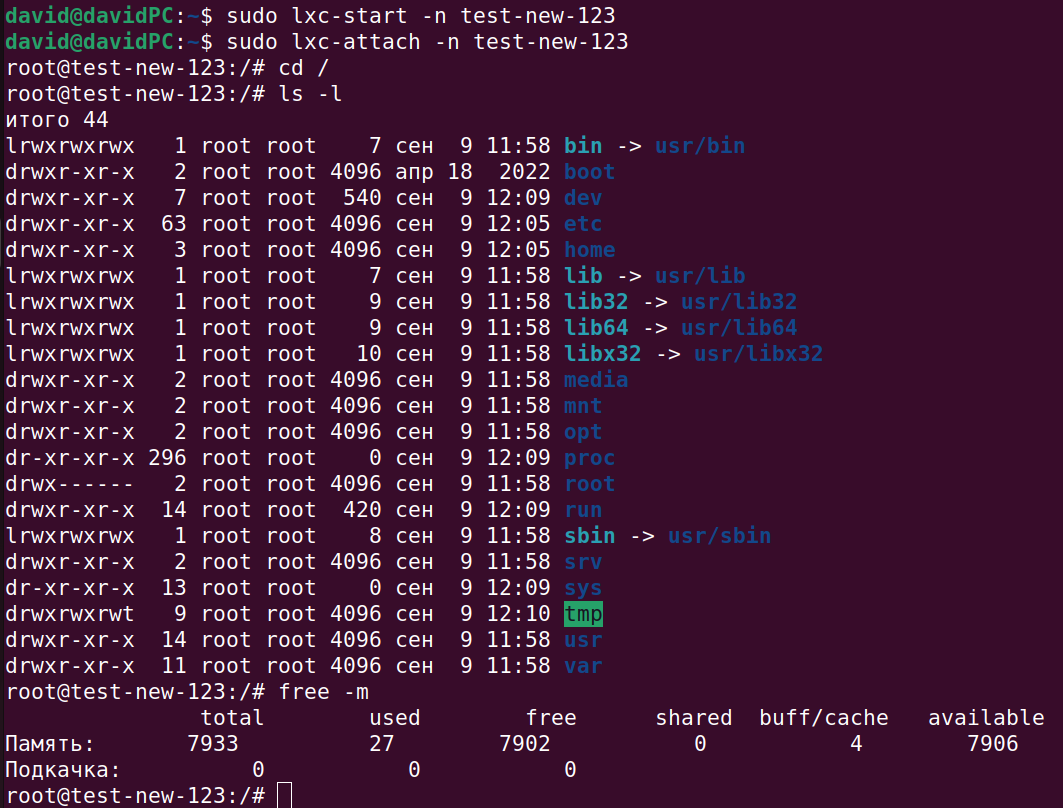 david@davidPC:~$ sudo lxc-start -n test-new-123
david@davidPC:~$ sudo lxc-attach -n test-new-123
root@test-new-123:/# cd /
root@test-new-123:/# ls -l
итого 44
lrwxrwxrwx   1 root root    7 сен  9 11:58 bin -> usr/bin
drwxr-xr-x   2 root root 4096 апр 18  2022 boot
drwxr-xr-x   7 root root  540 сен  9 12:09 dev
drwxr-xr-x  63 root root 4096 сен  9 12:05 etc
drwxr-xr-x   3 root root 4096 сен  9 12:05 home
lrwxrwxrwx   1 root root    7 сен  9 11:58 lib -> usr/lib
lrwxrwxrwx   1 root root    9 сен  9 11:58 lib32 -> usr/lib32
lrwxrwxrwx   1 root root    9 сен  9 11:58 lib64 -> usr/lib64
lrwxrwxrwx   1 root root   10 сен  9 11:58 libx32 -> usr/libx32
drwxr-xr-x   2 root root 4096 сен  9 11:58 media
drwxr-xr-x   2 root root 4096 сен  9 11:58 mnt
drwxr-xr-x   2 root root 4096 сен  9 11:58 opt
dr-xr-xr-x 296 root root    0 сен  9 12:09 proc
drwx------   2 root root 4096 сен  9 11:58 root
drwxr-xr-x  14 root root  420 сен  9 12:09 run
lrwxrwxrwx   1 root root    8 сен  9 11:58 sbin -> usr/sbin
drwxr-xr-x   2 root root 4096 сен  9 11:58 srv
dr-xr-xr-x  13 root root    0 сен  9 12:09 sys
drwxrwxrwt   9 root root 4096 сен  9 12:10 tmp
drwxr-xr-x  14 root root 4096 сен  9 11:58 usr
drwxr-xr-x  11 root root 4096 сен  9 11:58 var
root@test-new-123:/# free -m
               total        used        free      shared  buff/cache   available
Память:       7933          27        7902           0           4        7906
Подкачка:          0           0           0
root@test-new-123:/#